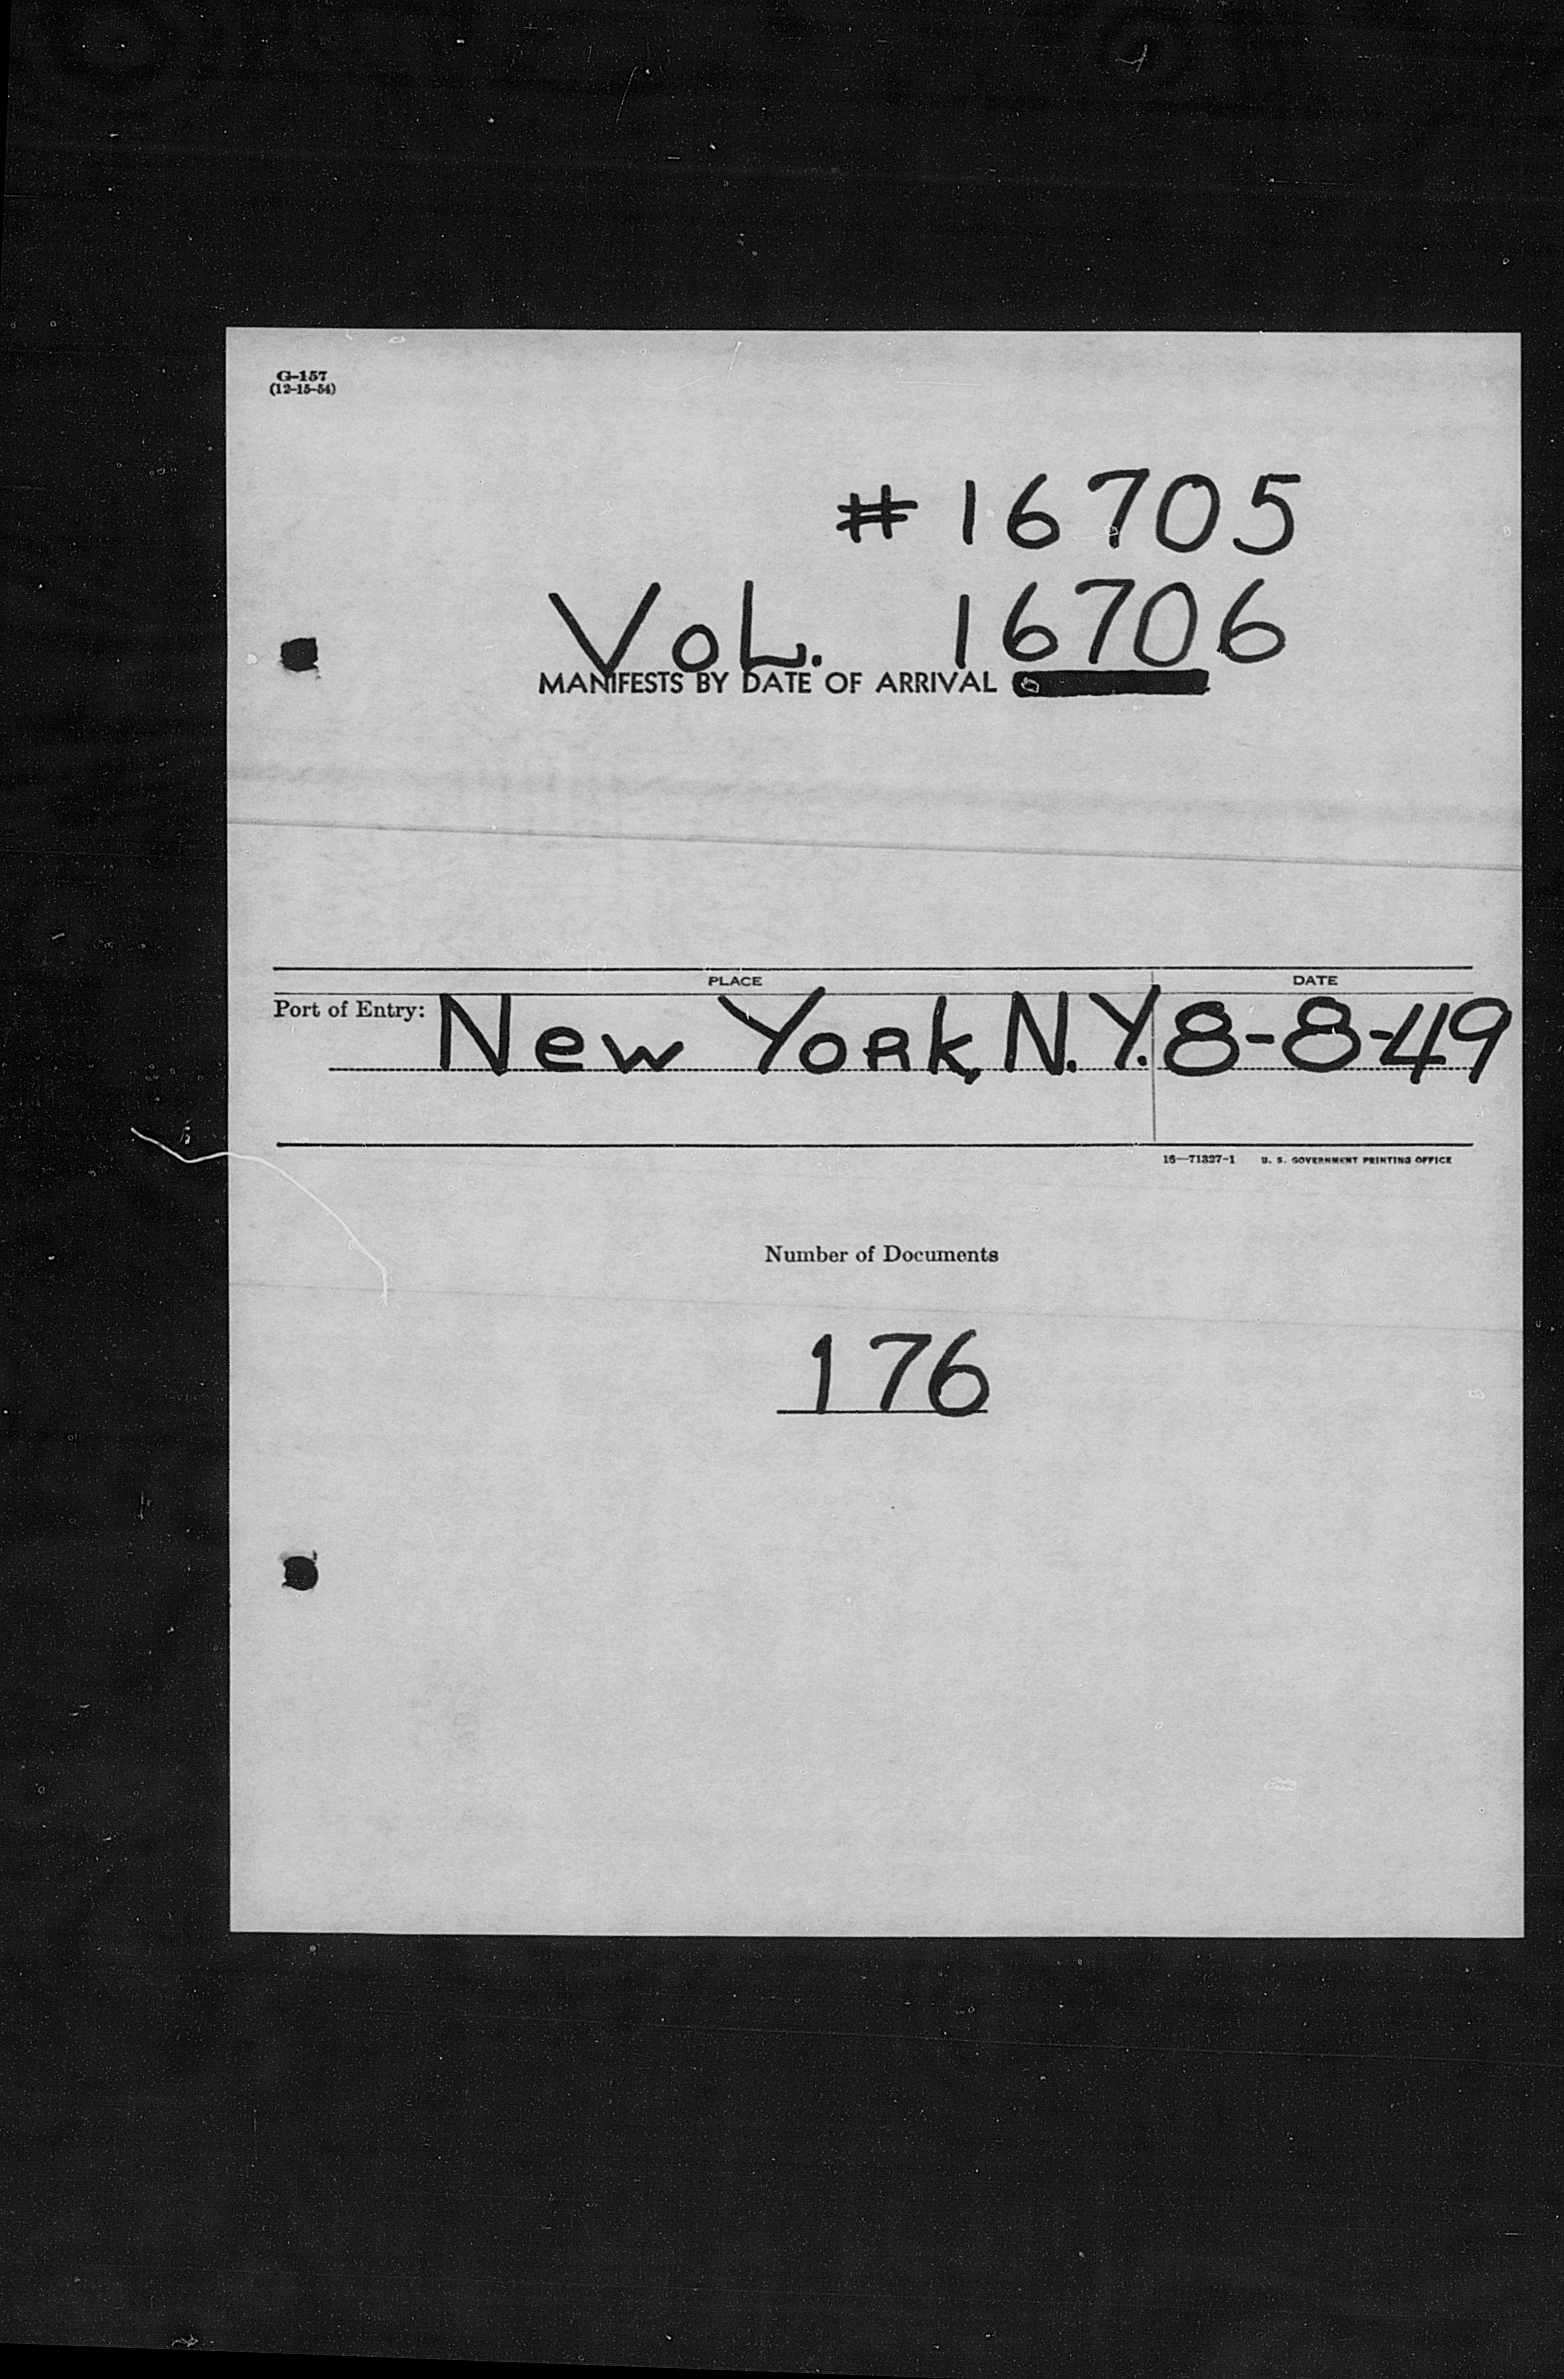 G-157
(12-15-54)
# 16705
VOL. 16706
MANIFESTS BY DATE OF ARRIVAL
PLACE DATE
Port of Entry: New York, N.Y. 8-8-49
16—71327-1 U. S. GOVERNMENT PRINTING OFFICE
Number of Documents
176